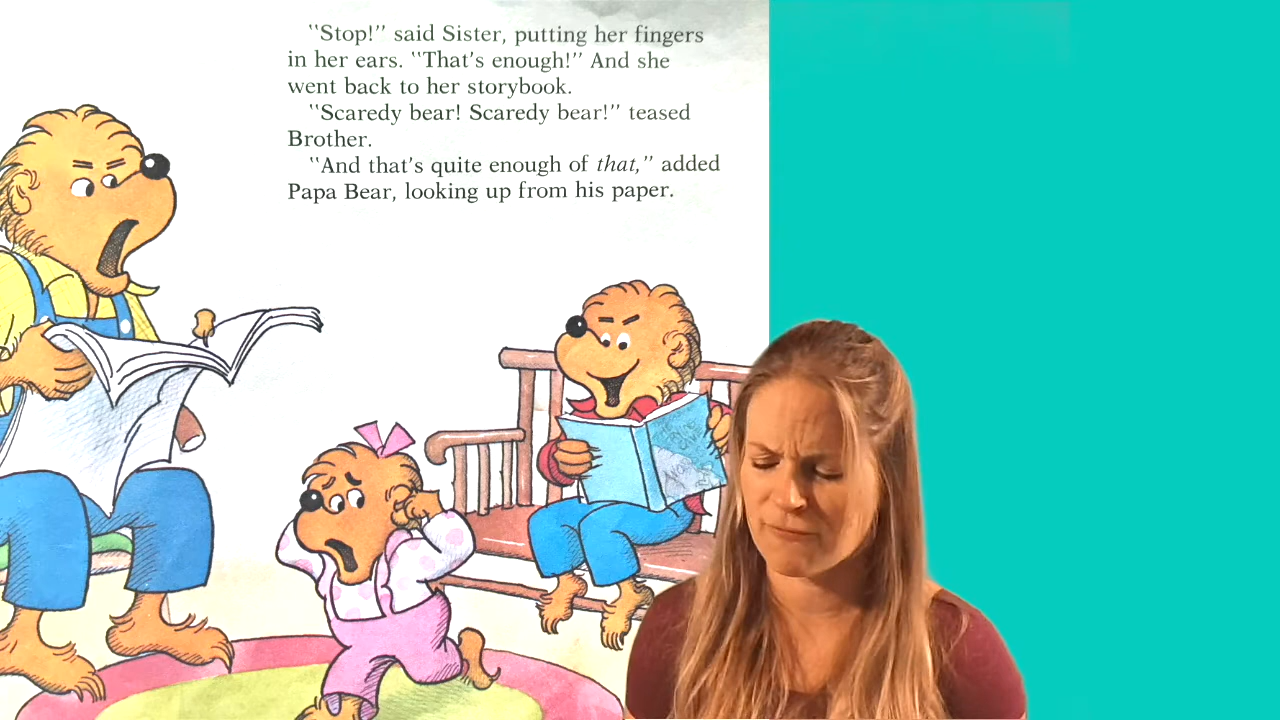 "Stop!" said Sister, putting her fingers
in her ears. "That's enough!" And she
went back to her storybook.
"Scaredy bear! Scaredy bear!" teased
Brother.
"And that's quite enough of that," added
Papa Bear, looking up from his paper.